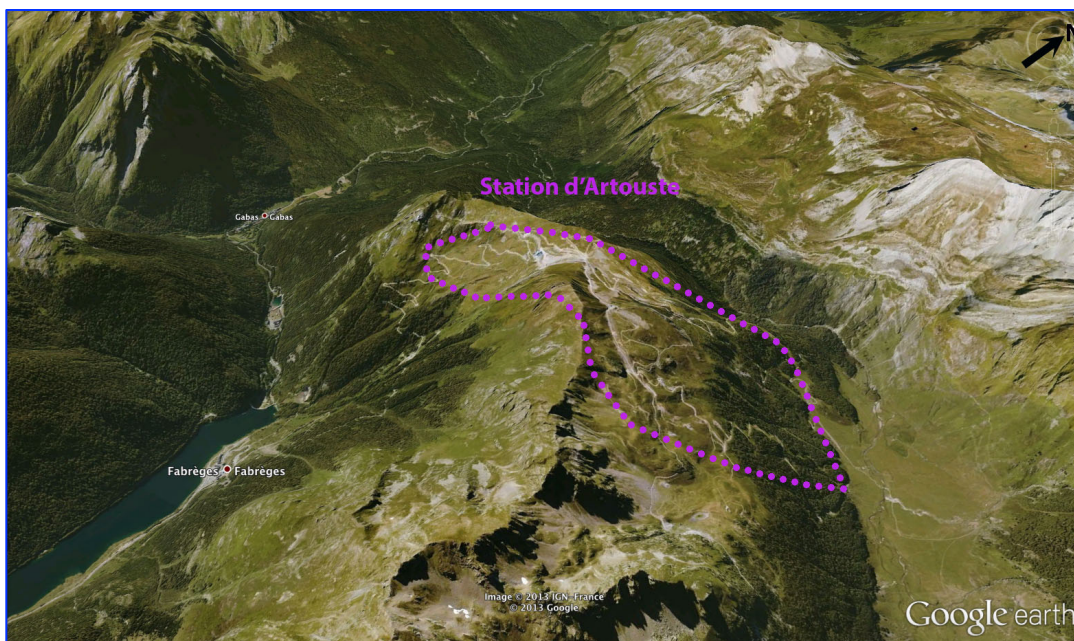 N
Station d'Artouste
Gabas Gabas
Fabrèges Fabrèges
Image © 2013 IGN-France
© 2013 Google
Google earth